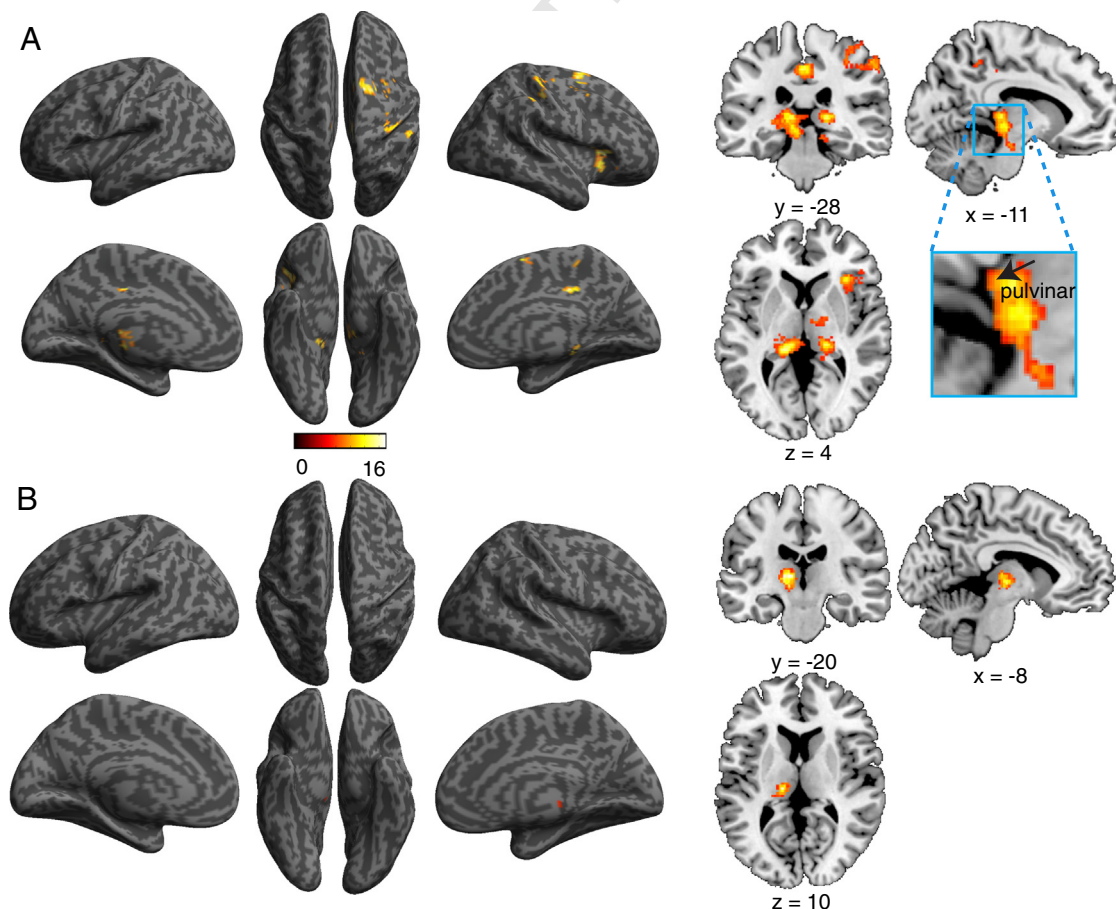 A
y = -28
x = -11
pulvinar
z = 4
0
16
B
y = -20
x = -8
z = 10